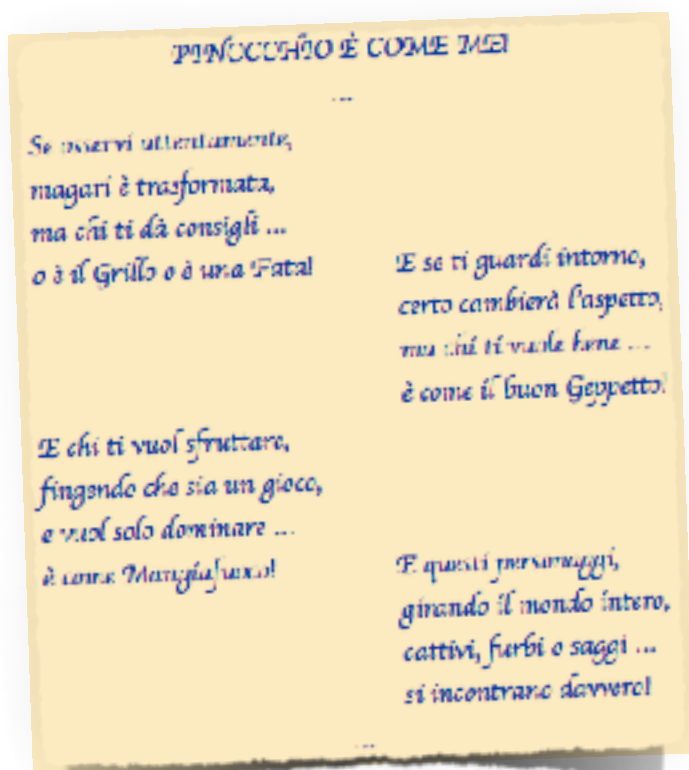 PINOCCHIO È COME ME!
...
Se osservi attentamente,
magari è trasformata,
ma chi ti dà consigli ...
o è il Grillo o è una Fata!
E se ti guardi intorno,
certo cambierà l'aspetto,
ma chi ti vuole bene ...
è come il buon Geppetto!
E chi ti vuol sfruttare,
fingendo che sia un gioco,
e vuol solo dominare ...
è come Mangiafuoco!
E questi personaggi,
girando il mondo intero,
cattivi, furbi o saggi ...
si incontrano davvero!
...